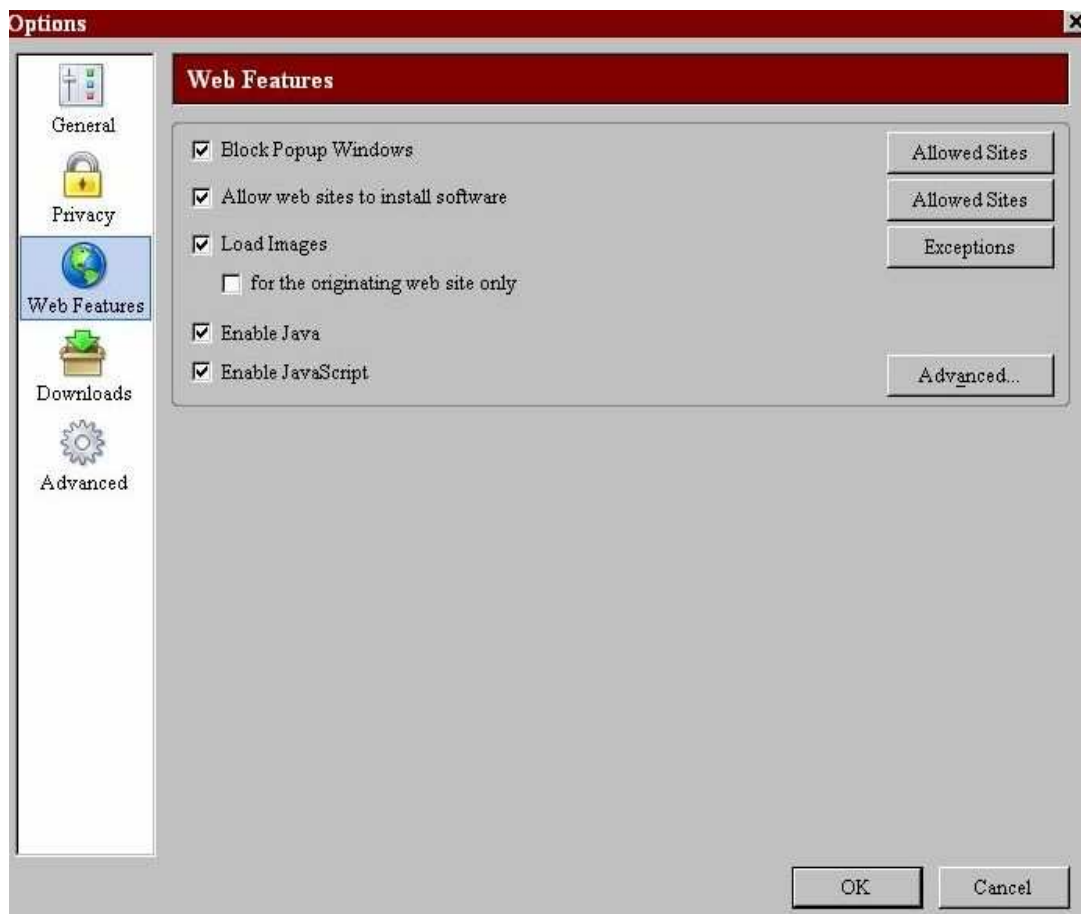 Options
General
Privacy
Web Features
Downloads
Advanced
Web Features
Block Popup Windows
Allowed Sites
Allow web sites to install software
Allowed Sites
Load Images
Exceptions
for the originating web site only
Enable Java
Enable JavaScript
Advanced...
OK
Cancel